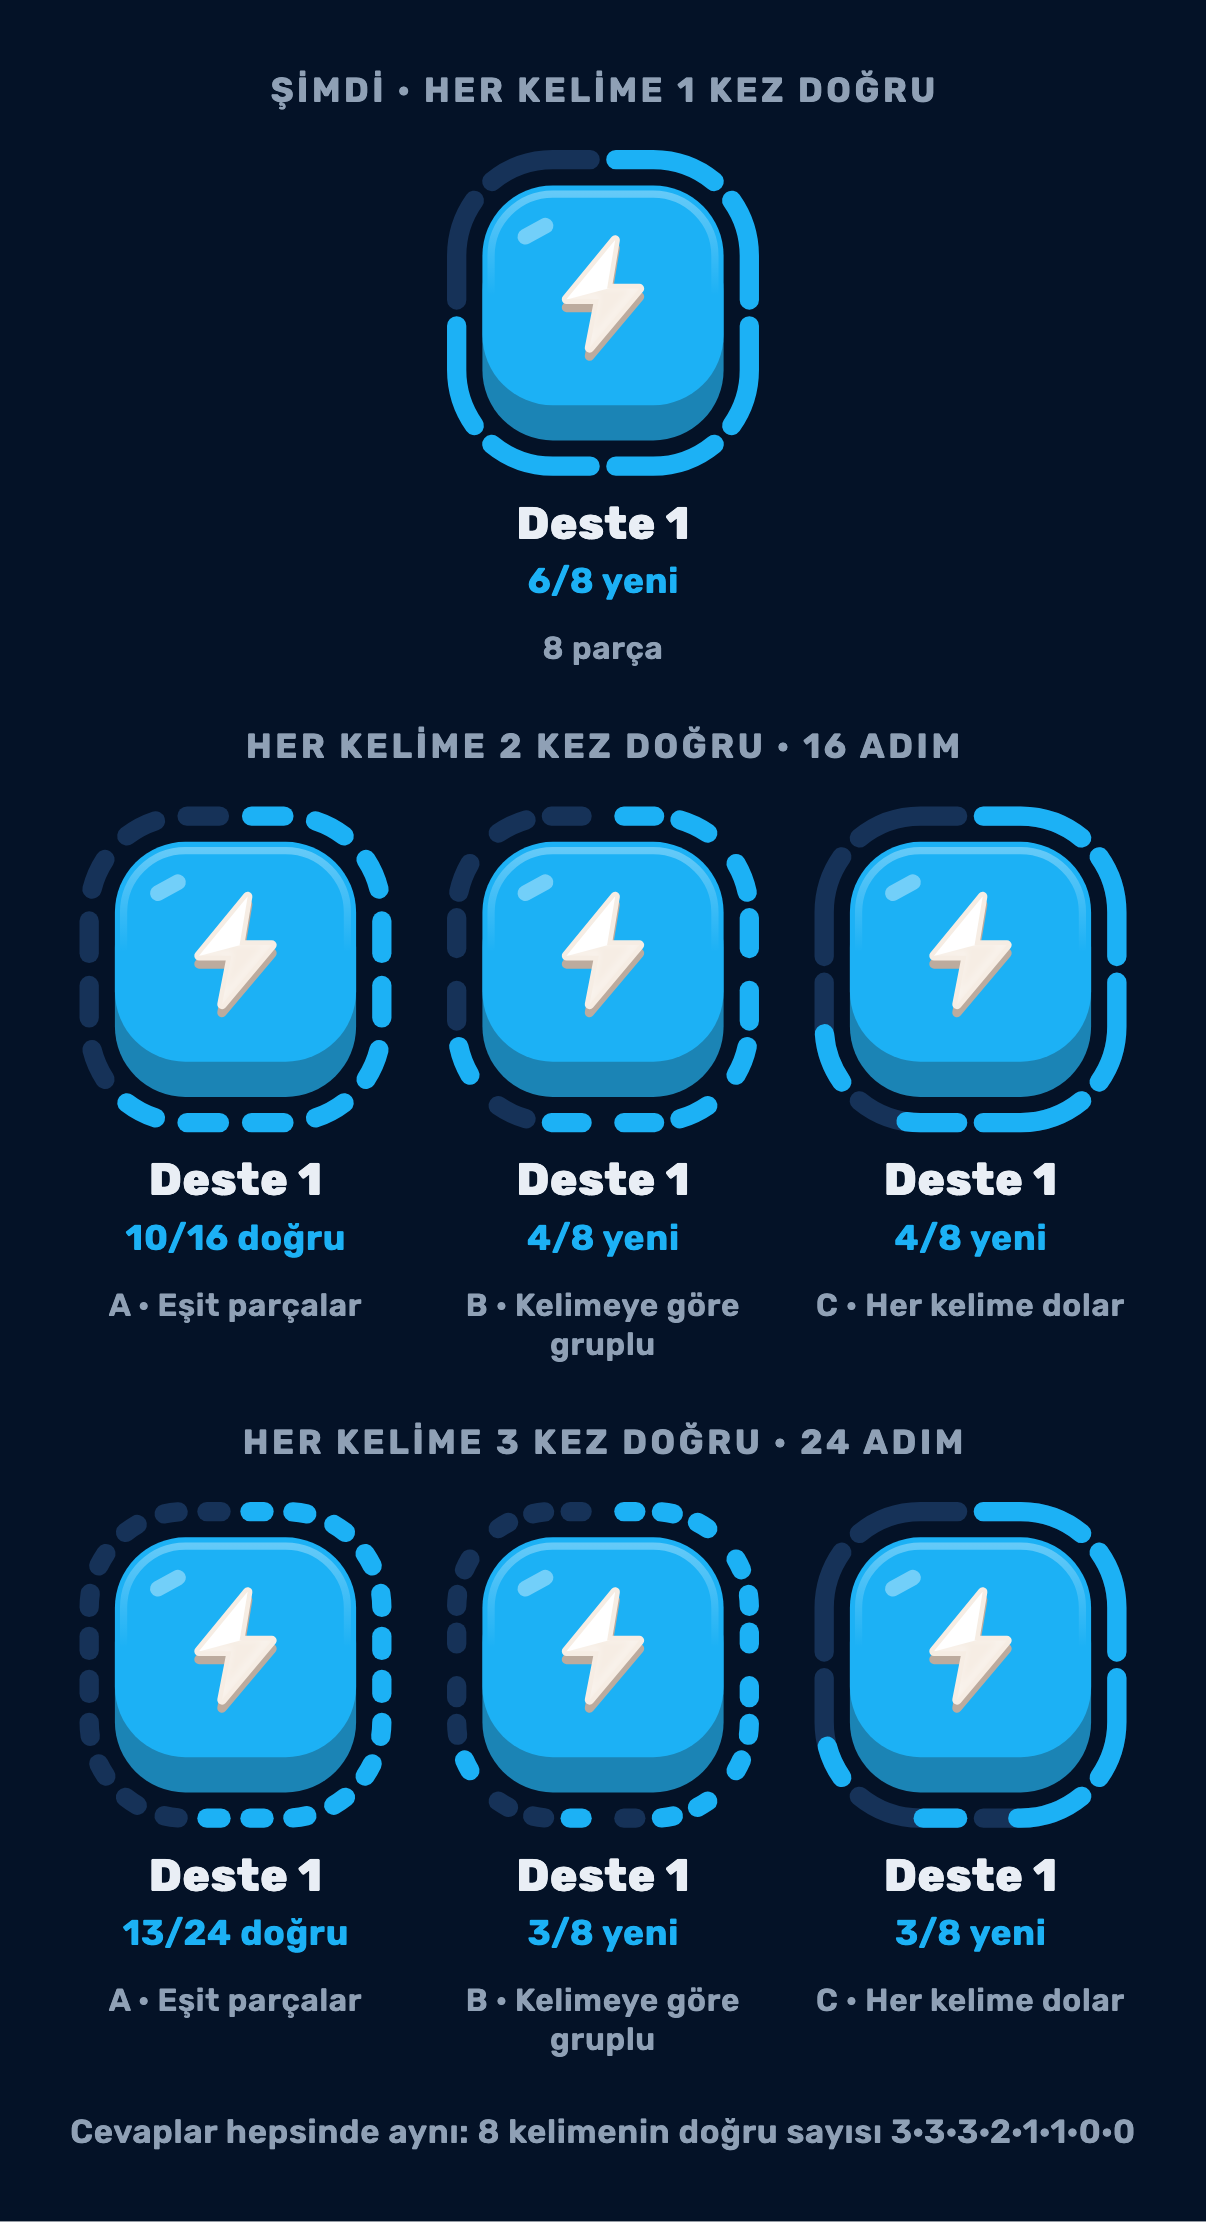 ŞİMDİ • HER KELİME 1 KEZ DOĞRU
Deste 1
6/8 yeni
8 parça
HER KELİME 2 KEZ DOĞRU • 16 ADIM
Deste 1
10/16 doğru
A • Eşit parçalar
Deste 1
4/8 yeni
B • Kelimeye göre
gruplu
Deste 1
4/8 yeni
C • Her kelime dolar
HER KELİME 3 KEZ DOĞRU • 24 ADIM
Deste 1
13/24 doğru
A • Eşit parçalar
Deste 1
3/8 yeni
B • Kelimeye göre
gruplu
Deste 1
3/8 yeni
C • Her kelime dolar
Cevaplar hepsinde aynı: 8 kelimenin doğru sayısı 3•3•3•2•1•1•0•0